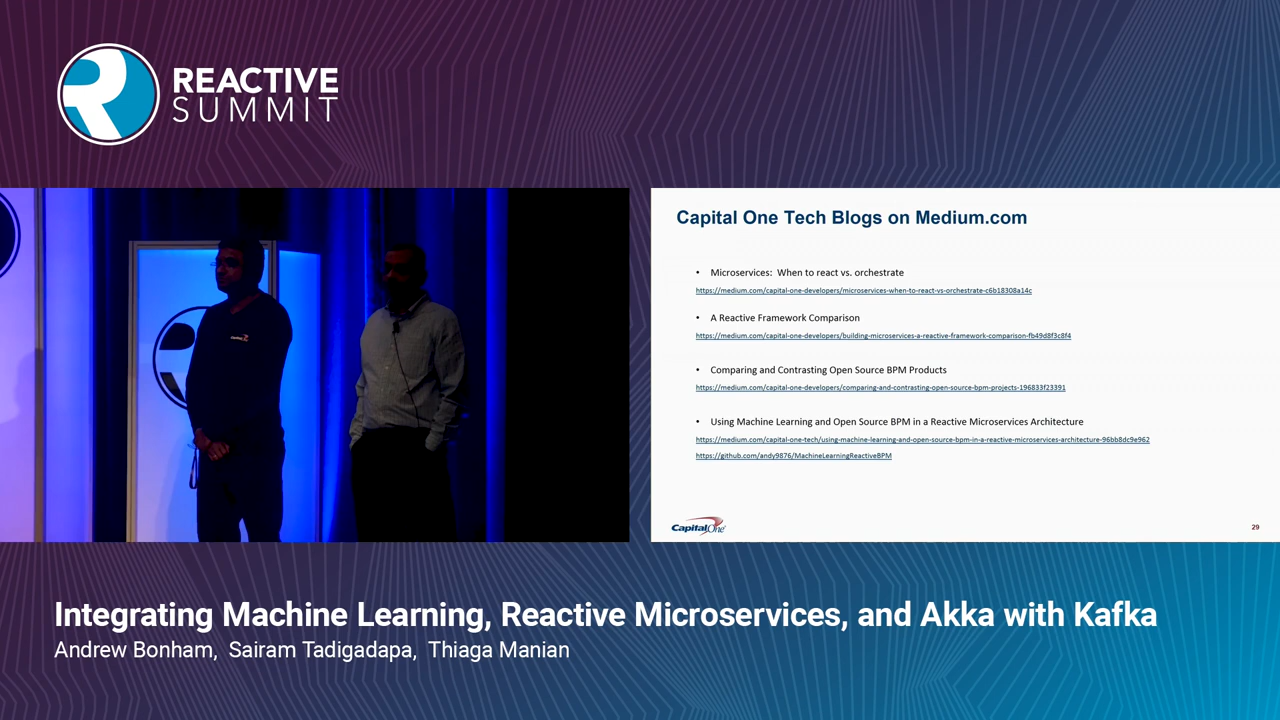 REACTIVE
SUMMIT
Capital One Tech Blogs on Medium.com
• Microservices: When to react vs. orchestrate
https://medium.com/capital-one-developers/microservices-when-to-react-vs-orchestrate-c6b18308a14c
• A Reactive Framework Comparison
https://medium.com/capital-one-developers/building-microservices-a-reactive-framework-comparison-fb49d8f3c8f4
• Comparing and Contrasting Open Source BPM Products
https://medium.com/capital-one-developers/comparing-and-contrasting-open-source-bpm-projects-196833f23391
• Using Machine Learning and Open Source BPM in a Reactive Microservices Architecture
https://medium.com/capital-one-tech/using-machine-learning-and-open-source-bpm-in-a-reactive-microservices-architecture-96bb8dc9e962
https://github.com/andy9876/MachineLearningReactiveBPM
CapitalOne
29
Integrating Machine Learning, Reactive Microservices, and Akka with Kafka
Andrew Bonham, Sairam Tadigadapa, Thiaga Manian